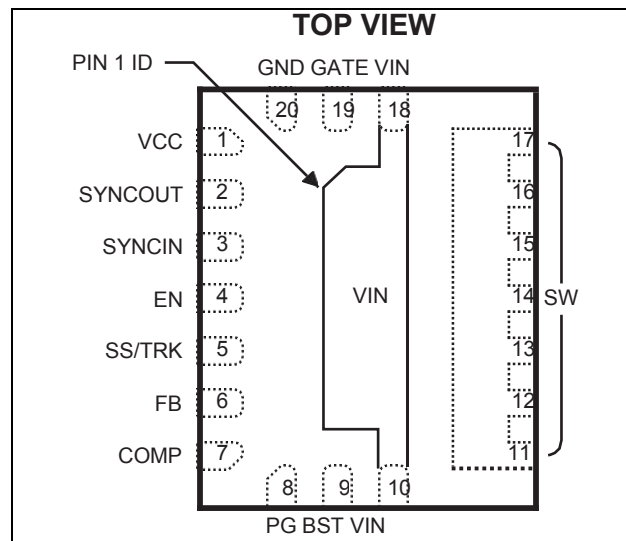 TOP VIEW
PIN 1 ID
GND GATE VIN
20 19 18
VCC 1 17
SYNCOUT 2 16
SYNCIN 3 15
EN 4 VIN 14 SW
SS/TRK 5 13
FB 6 12
COMP 7 11
8 9 10
PG BST VIN